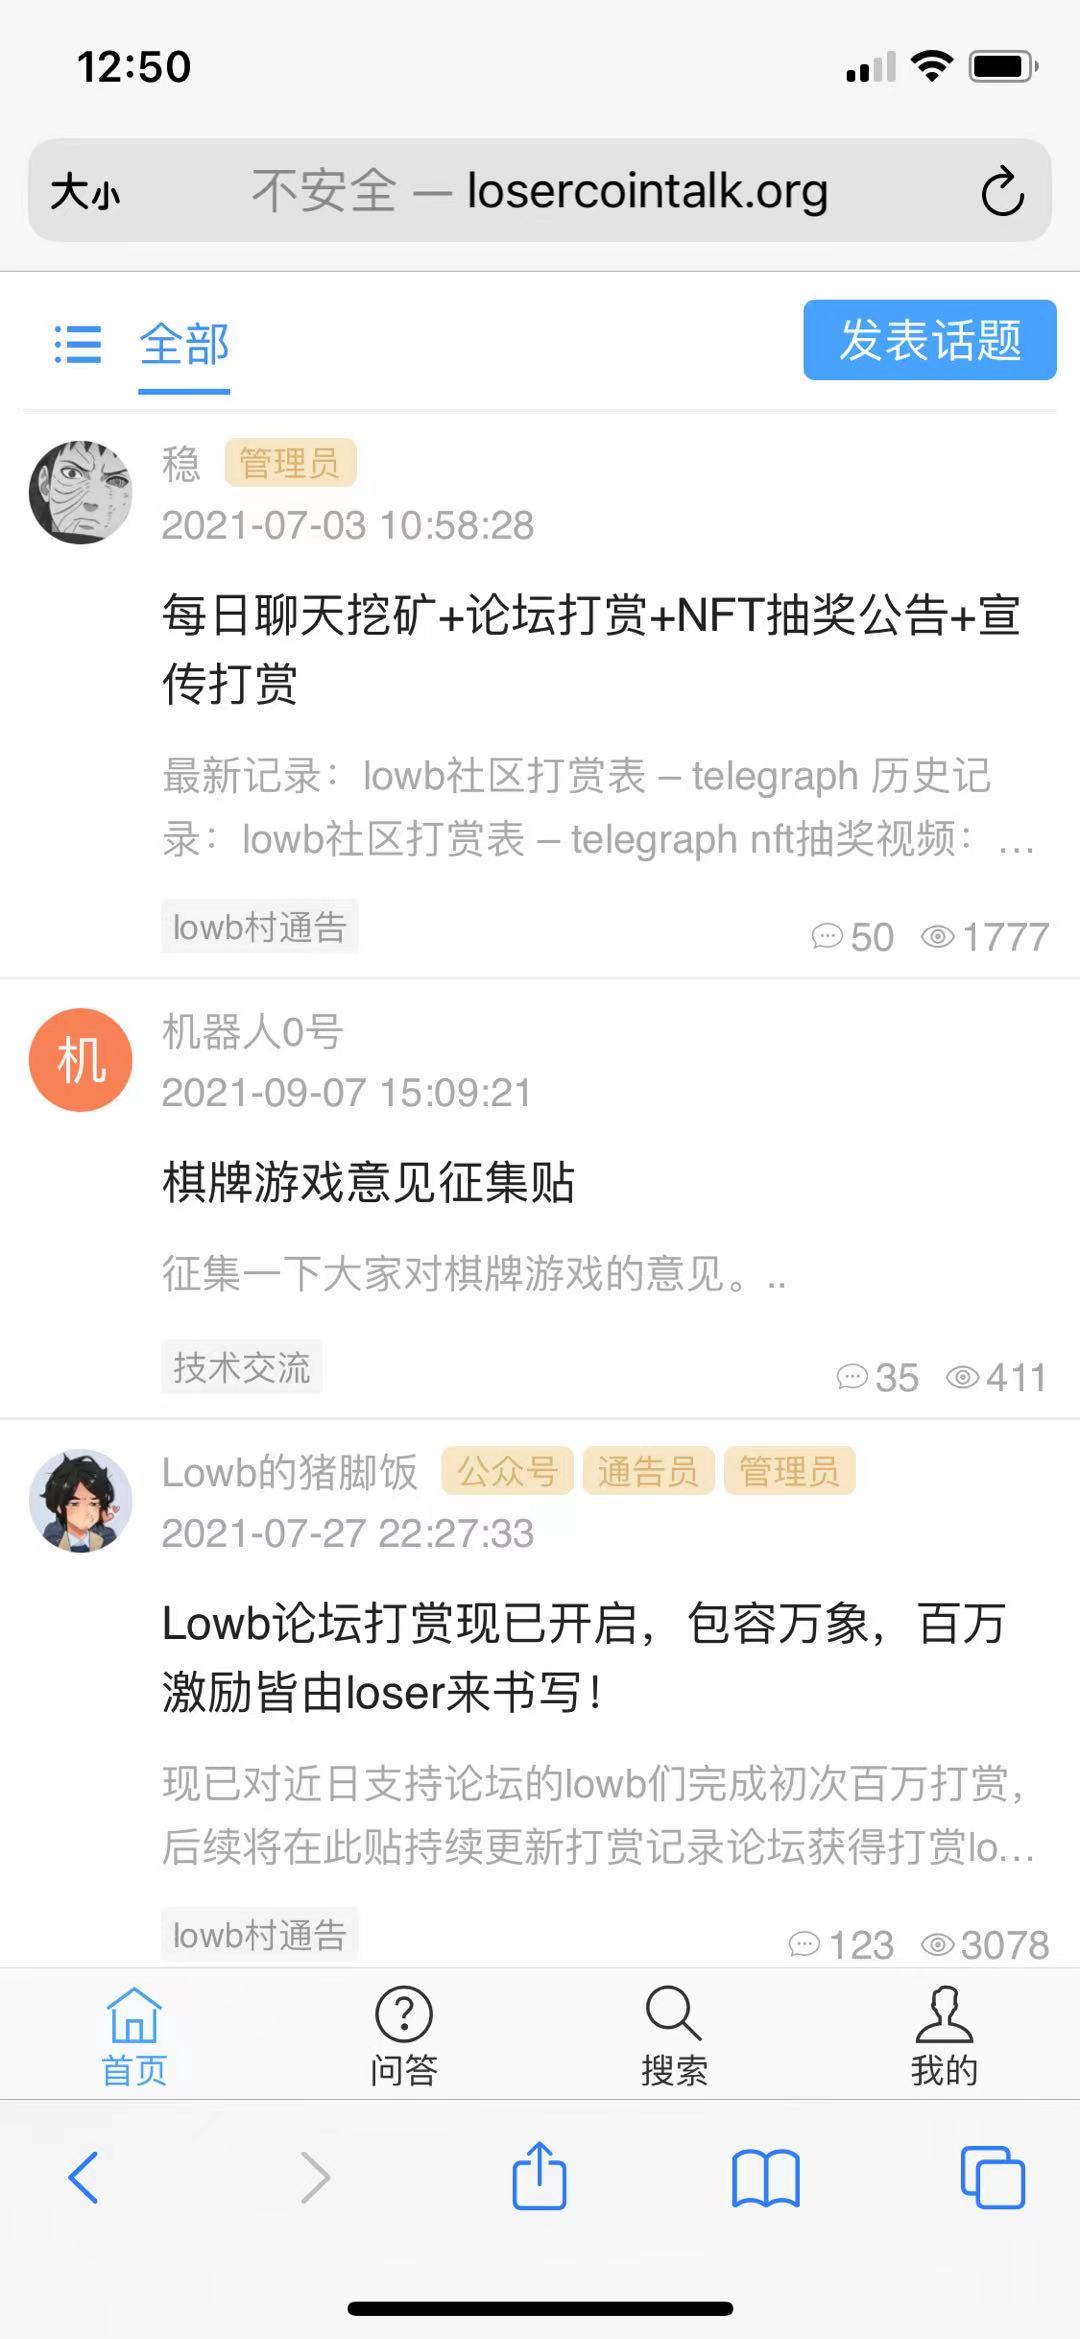 12:50
大小 不安全 — losercointalk.org
全部 发表话题
稳 管理员
2021-07-03 10:58:28
每日聊天挖矿+论坛打赏+NFT抽奖公告+宣
传打赏
最新记录：lowb社区打赏表 – telegraph 历史记
录：lowb社区打赏表 – telegraph nft抽奖视频：...
lowb村通告 50 1777
机 机器人0号
2021-09-07 15:09:21
棋牌游戏意见征集贴
征集一下大家对棋牌游戏的意见。..
技术交流 35 411
Lowb的猪脚饭 公众号 通告员 管理员
2021-07-27 22:27:33
Lowb论坛打赏现已开启，包容万象，百万
激励皆由loser来书写！
现已对近日支持论坛的lowb们完成初次百万打赏，
后续将在此贴持续更新打赏记录论坛获得打赏lo...
lowb村通告 123 3078
首页 问答 搜索 我的